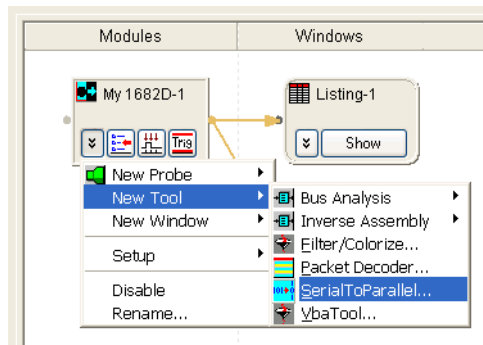 Modules Windows
My 1682D-1 Listing-1
Trig Show
New Probe
New Tool Bus Analysis
New Window Inverse Assembly
Filter/Colorize...
Setup Packet Decoder...
Disable SerialToParallel...
Rename... VbaTool...